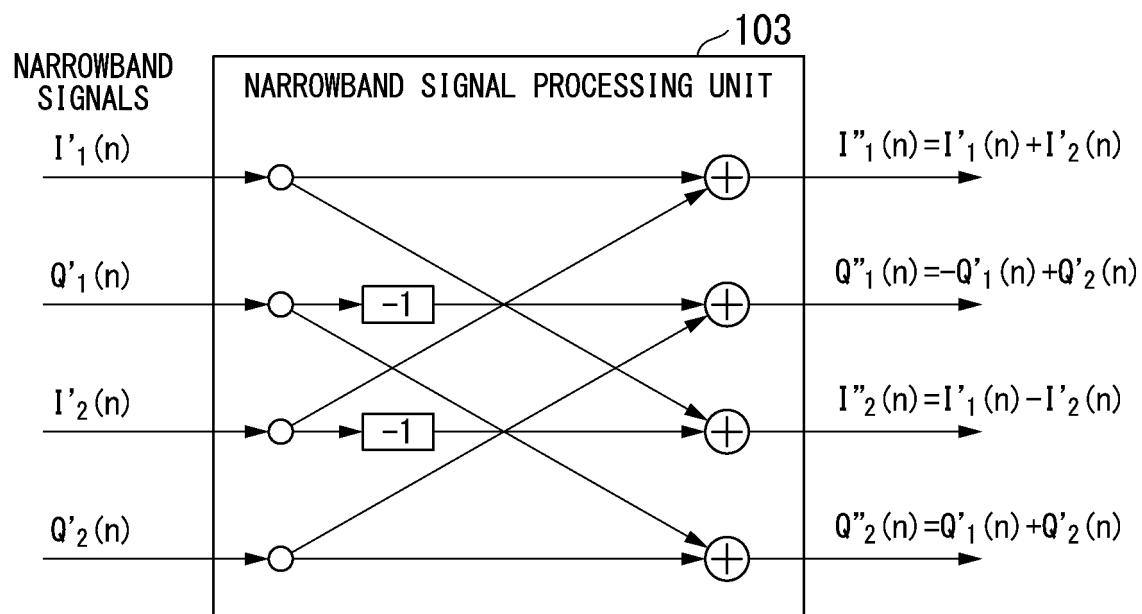 103
NARROWBAND
SIGNALS
NARROWBAND SIGNAL PROCESSING UNIT
I'₁(n)
I"₁(n)=I'₁(n)+I'₂(n)
Q'₁(n)
-1
Q"₁(n)=-Q'₁(n)+Q'₂(n)
I'₂(n)
-1
I"₂(n)=I'₁(n)-I'₂(n)
Q'₂(n)
Q"₂(n)=Q'₁(n)+Q'₂(n)